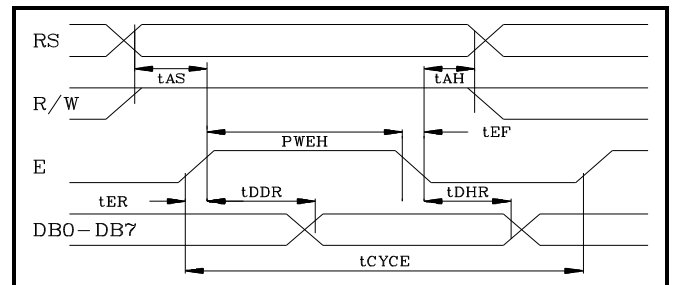 RS
tAS
tAH
R/W
tEF
PWEH
E
tER
tDDR
tDHR
DB0-DB7
tCYCE